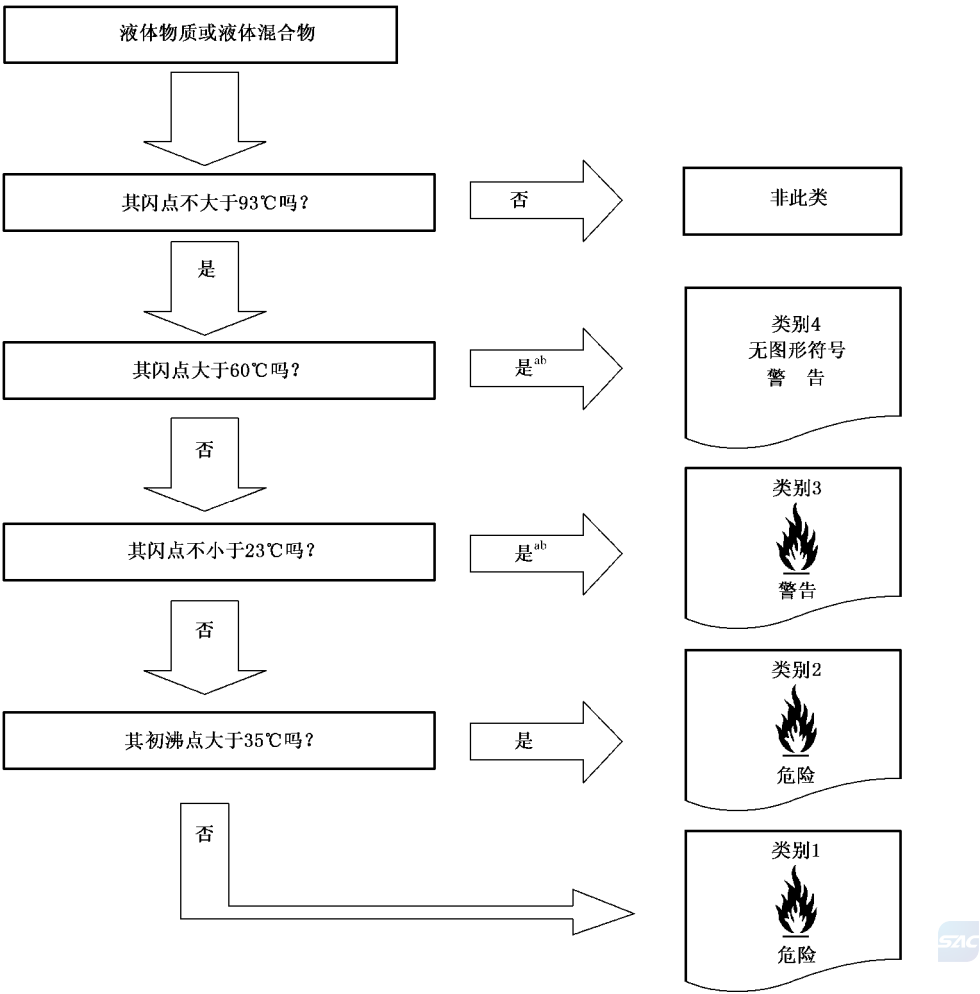 液体物质或液体混合物
其闪点不大于93℃吗？
否
非此类
是
其闪点大于60℃吗？
是ab
类别4
无图形符号
警 告
否
其闪点不小于23℃吗？
是ab
类别3
警告
否
其初沸点大于35℃吗？
是
类别2
危险
否
类别1
危险
SAC